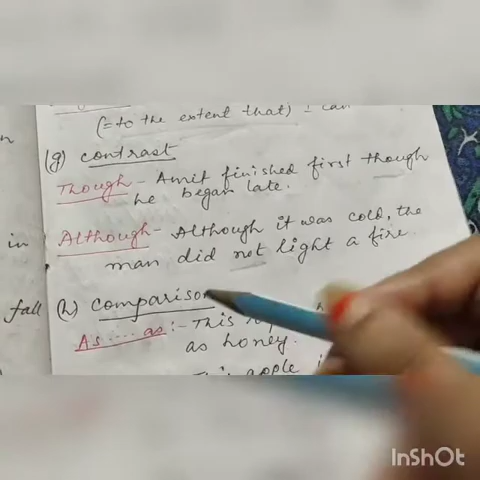 (= to the extent that) I can
(g) contrast
Though - Amit finished first though
he began late.
in
Although - Although it was cold, the
man did not light a fire.
fall
(h) Comparison
As .... as :- This
as honey.
apple
InShOt